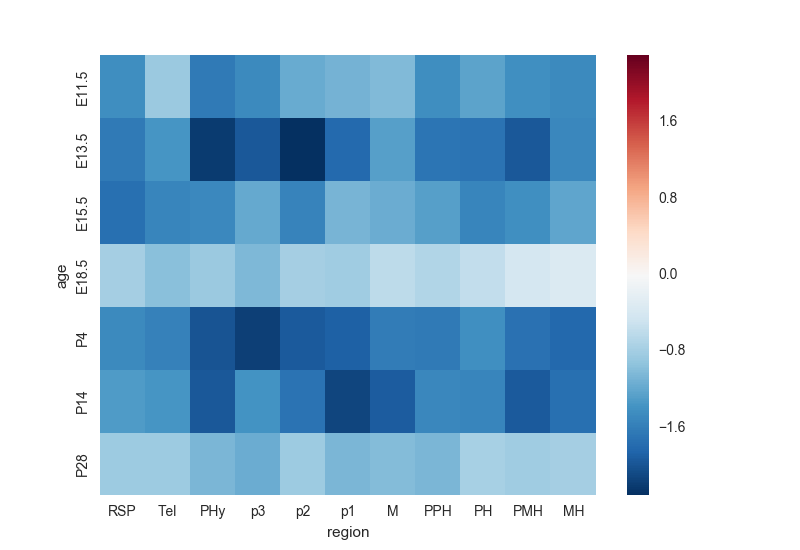 age
E11.5
E13.5
E15.5
E18.5
P4
P14
P28
RSP Tel PHy p3 p2 p1 M PPH PH PMH MH
region
1.6
0.8
0.0
−0.8
−1.6